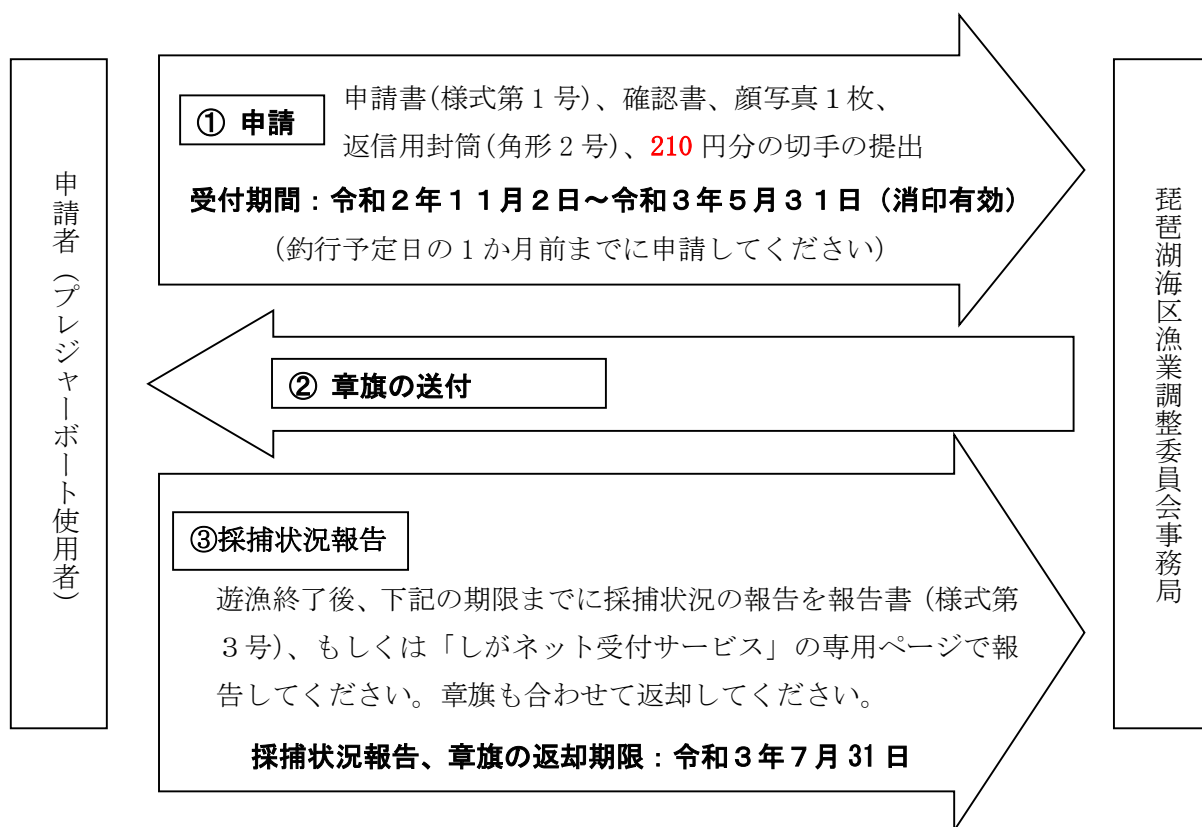 申請者（プレジャーボート使用者）
① 申請
申請書(様式第１号)、確認書、顔写真１枚、
返信用封筒(角形２号)、210 円分の切手の提出
受付期間：令和２年１１月２日～令和３年５月３１日（消印有効）
（釣行予定日の１か月前までに申請してください）
② 章旗の送付
③採捕状況報告
遊漁終了後、下記の期限までに採捕状況の報告を報告書（様式第
３号）、もしくは「しがネット受付サービス」の専用ページで報
告してください。章旗も合わせて返却してください。
採捕状況報告、章旗の返却期限：令和３年７月 31 日
琵琶湖海区漁業調整委員会事務局